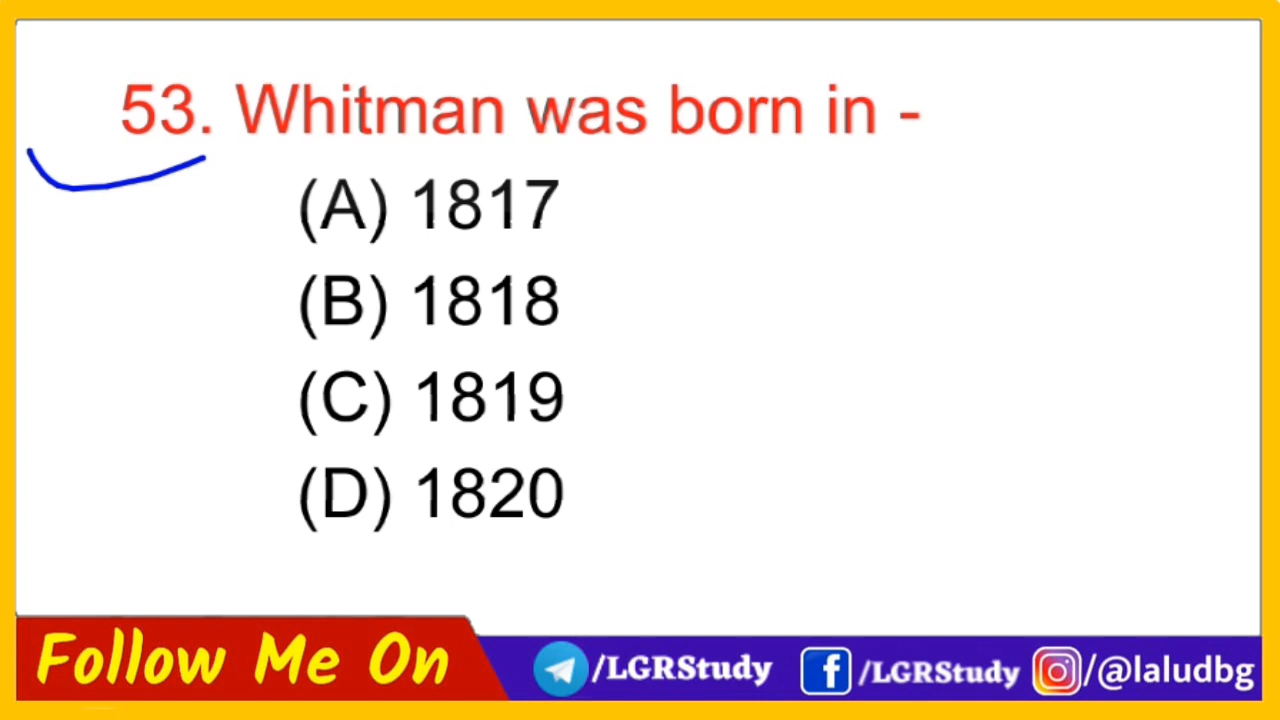 53. Whitman was born in -
(A) 1817
(B) 1818
(C) 1819
(D) 1820
Follow Me On /LGRStudy /LGRStudy /@laludbg